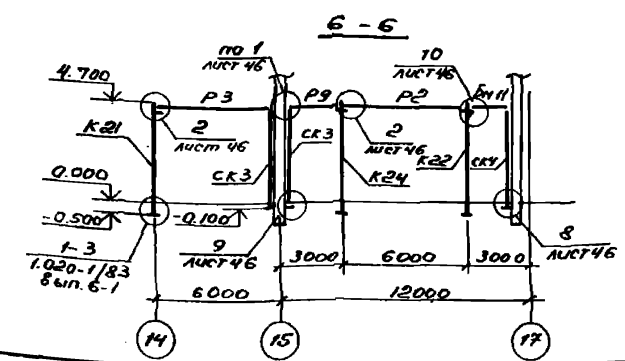 6 - 6
по 1
лист 46
10
лист 46
4.700
Р3
Р9
Р2
Бм11
К21
2
лист 46
ск3
ск3
2
лист 46
К24
К22
ск4
0.000
-0.500
-0.100
1-3
1.020-1/83
вып. 6-1
9
лист 46
8
лист 46
3000
6000
3000
6000
12000
14
15
17